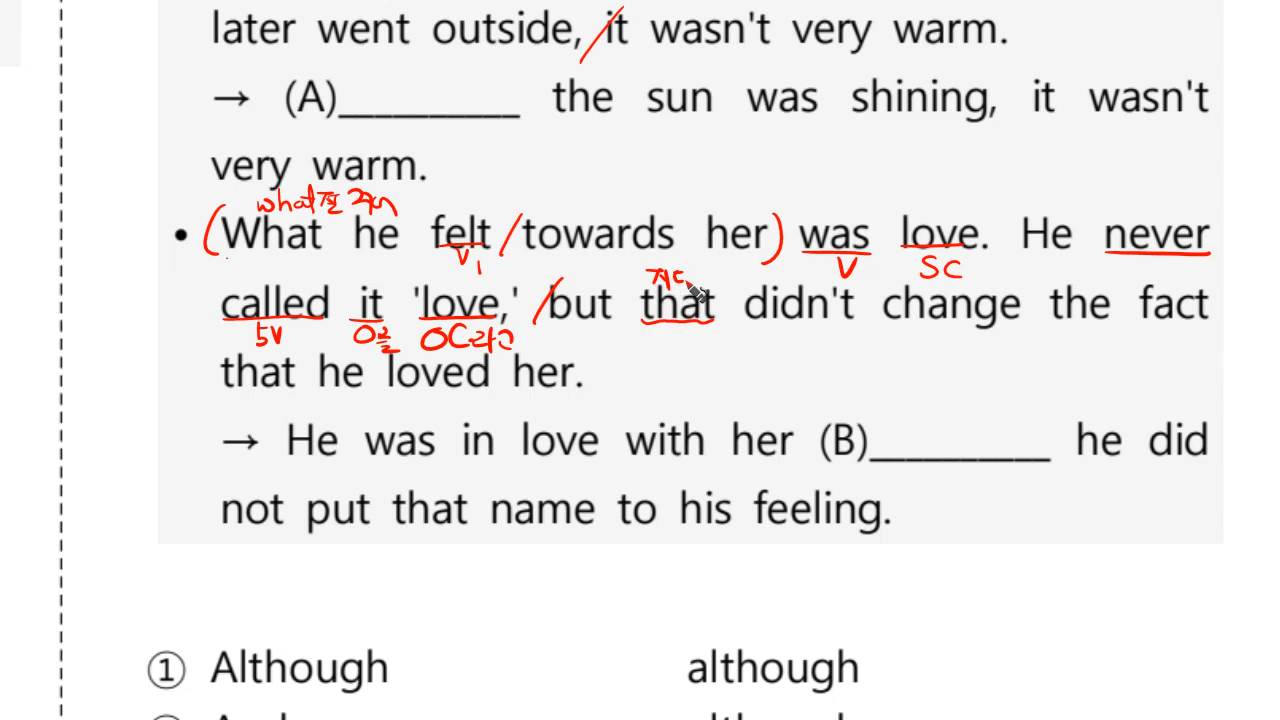 later went outside, it wasn't very warm.
→ (A)_________ the sun was shining, it wasn't
very warm.
what절
• (What he felt / towards her) was love. He never
V V SC
called it 'love,' / but that didn't change the fact
5V O를 OC라고
that he loved her.
→ He was in love with her (B)_________ he did
not put that name to his feeling.
① Although although